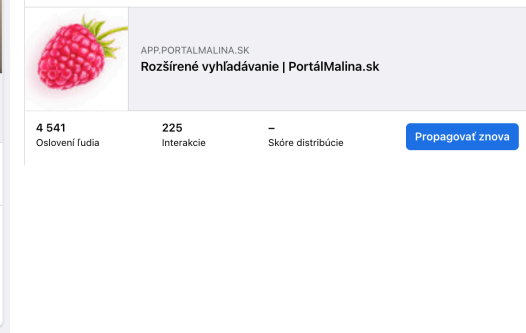 APP.PORTALMALINA.SK
Rozšírené vyhľadávanie | PortálMalina.sk
4 541
Oslovení ľudia
225
Interakcie
–
Skóre distribúcie
Propagovať znova